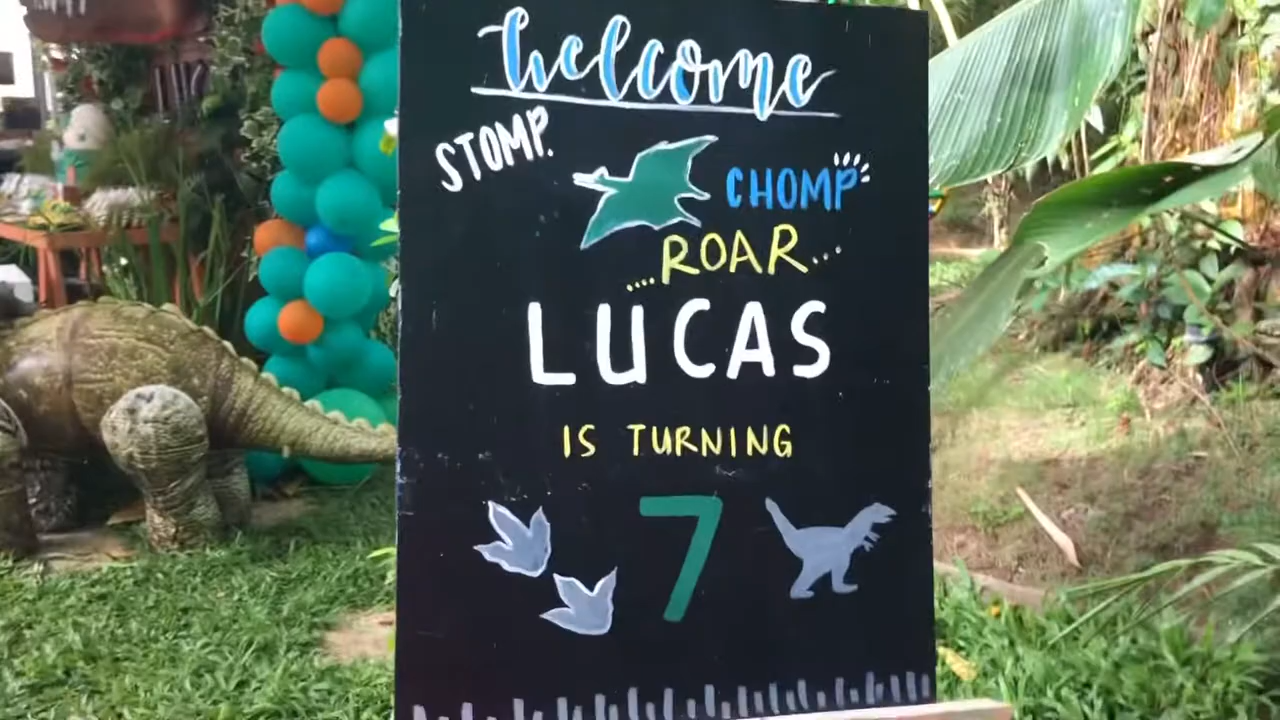 welcome
STOMP.
CHOMP
....ROAR...
LUCAS
IS TURNING
7